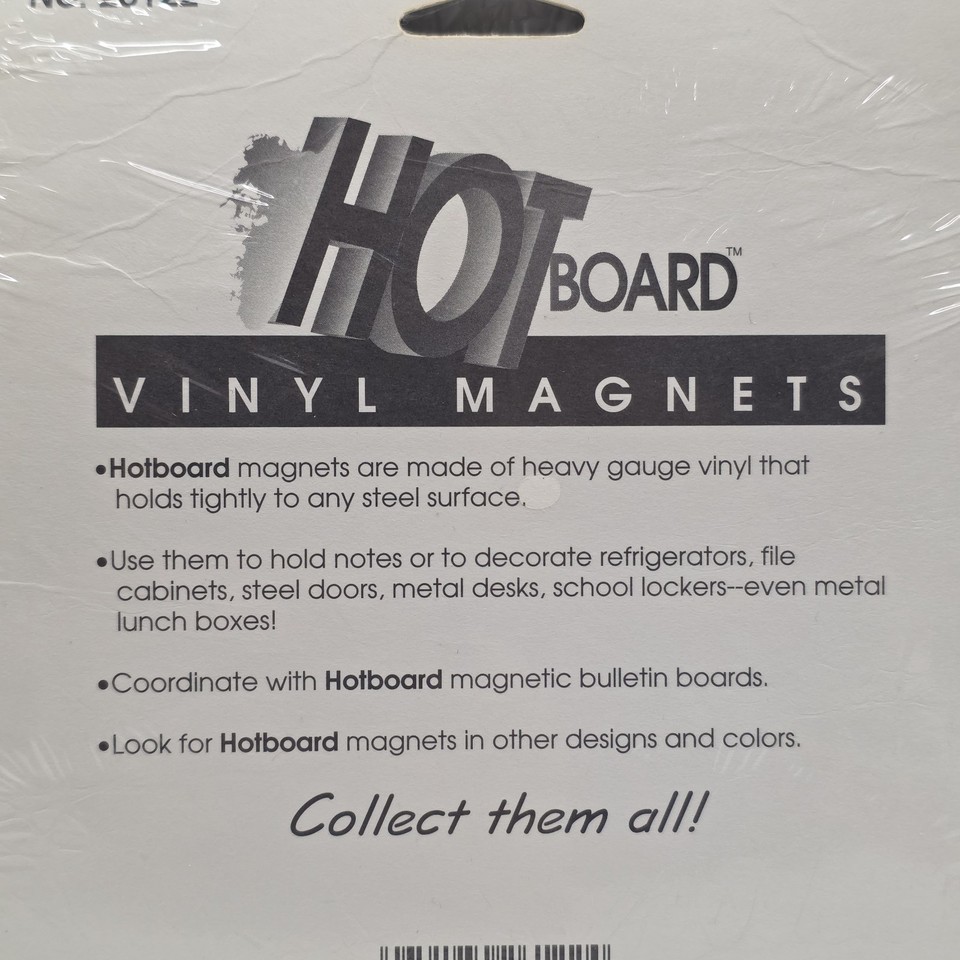 No. 20122
HOT BOARD™
VINYL MAGNETS
•Hotboard magnets are made of heavy gauge vinyl that
holds tightly to any steel surface.
•Use them to hold notes or to decorate refrigerators, file
cabinets, steel doors, metal desks, school lockers--even metal
lunch boxes!
•Coordinate with Hotboard magnetic bulletin boards.
•Look for Hotboard magnets in other designs and colors.
Collect them all!